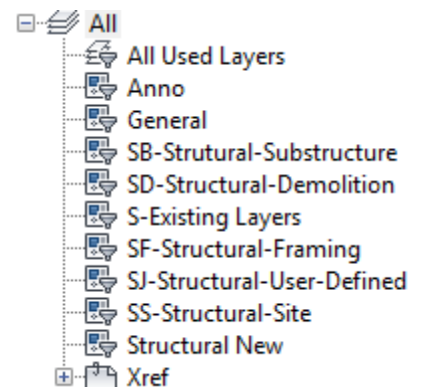 All
All Used Layers
Anno
General
SB-Strutural-Substructure
SD-Structural-Demolition
S-Existing Layers
SF-Structural-Framing
SJ-Structural-User-Defined
SS-Structural-Site
Structural New
Xref